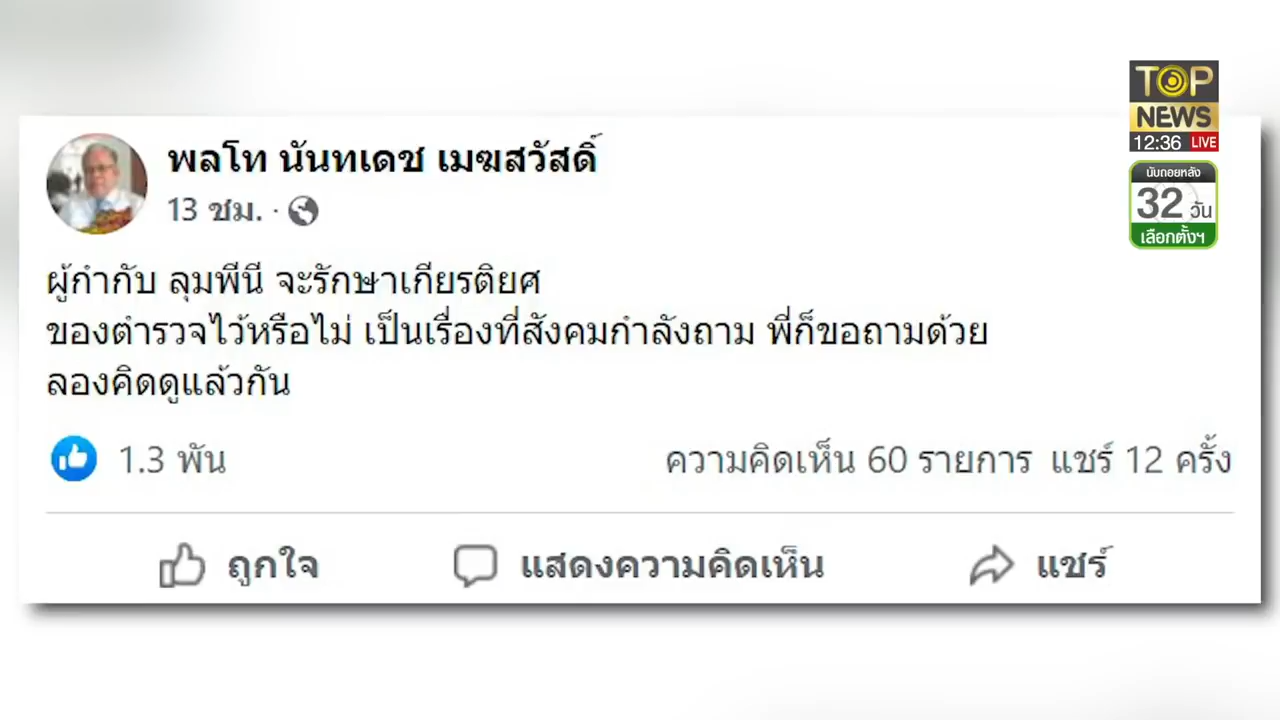 TOP
NEWS
12:36 LIVE
นับถอยหลัง
32 วัน
เลือกตั้งฯ
พลโท นันทเดช เมฆสวัสดิ์
13 ชม. ·
ผู้กำกับ ลุมพีนี จะรักษาเกียรติยศ
ของตำรวจไว้หรือไม่ เป็นเรื่องที่สังคมกำลังถาม พี่ก็ขอถามด้วย
ลองคิดดูแล้วกัน
1.3 พัน ความคิดเห็น 60 รายการ แชร์ 12 ครั้ง
ถูกใจ แสดงความคิดเห็น แชร์